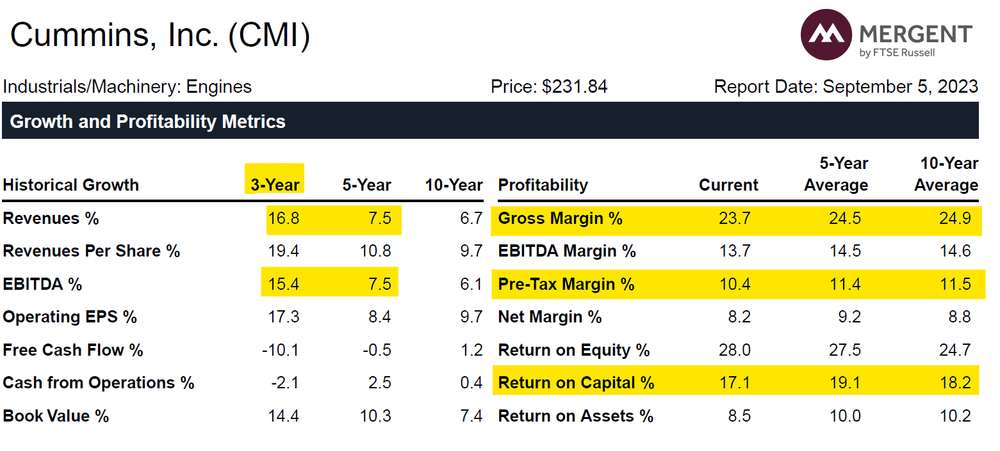 Cummins, Inc. (CMI)
MERGENT
by FTSE Russell
Industrials/Machinery: Engines Price: $231.84 Report Date: September 5, 2023
Growth and Profitability Metrics
Historical Growth 3-Year 5-Year 10-Year Profitability Current 5-Year Average 10-Year Average
Revenues % 16.8 7.5 6.7 Gross Margin % 23.7 24.5 24.9
Revenues Per Share % 19.4 10.8 9.7 EBITDA Margin % 13.7 14.5 14.6
EBITDA % 15.4 7.5 6.1 Pre-Tax Margin % 10.4 11.4 11.5
Operating EPS % 17.3 8.4 9.7 Net Margin % 8.2 9.2 8.8
Free Cash Flow % -10.1 -0.5 1.2 Return on Equity % 28.0 27.5 24.7
Cash from Operations % -2.1 2.5 0.4 Return on Capital % 17.1 19.1 18.2
Book Value % 14.4 10.3 7.4 Return on Assets % 8.5 10.0 10.2